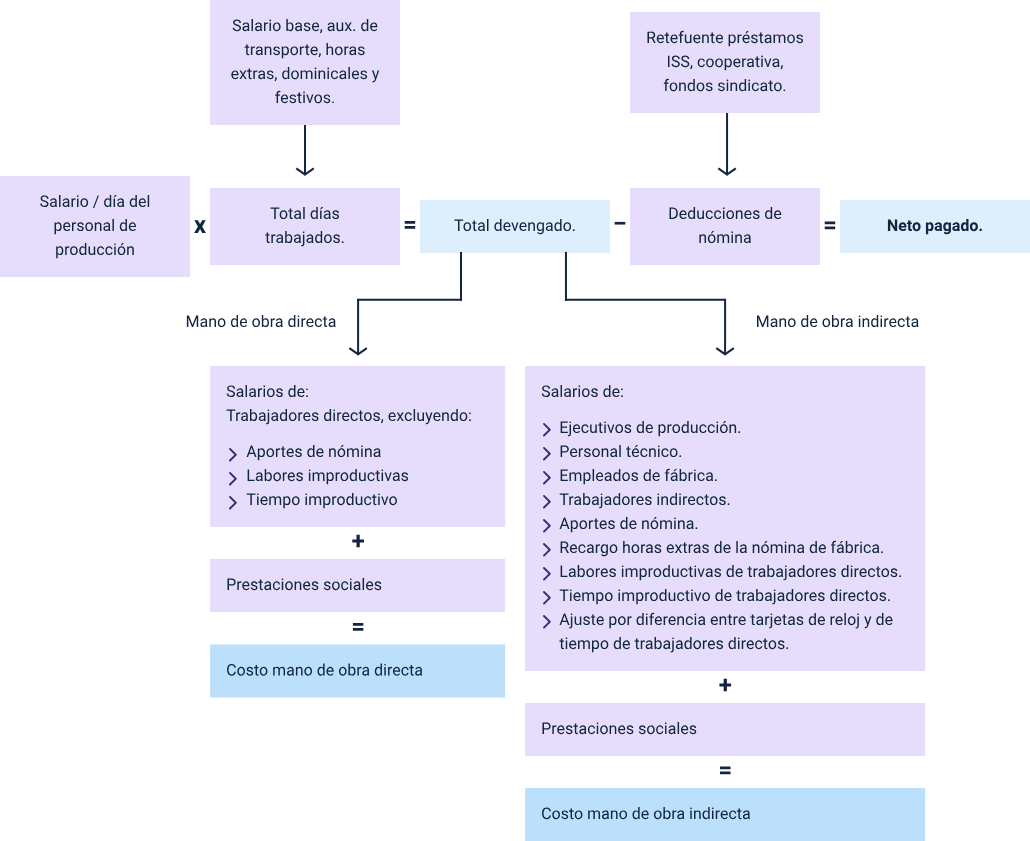 Salario base, aux. de
transporte, horas
extras, dominicales y
festivos.
Retefuente préstamos
ISS, cooperativa,
fondos sindicato.
Salario / día del
personal de
producción
x
Total días
trabajados.
=
Total devengado.
–
Deducciones de
nómina
=
Neto pagado.
Mano de obra directa
Mano de obra indirecta
Salarios de:
Trabajadores directos, excluyendo:
Aportes de nómina
Labores improductivas
Tiempo improductivo
+
Prestaciones sociales
=
Costo mano de obra directa
Salarios de:
Ejecutivos de producción.
Personal técnico.
Empleados de fábrica.
Trabajadores indirectos.
Aportes de nómina.
Recargo horas extras de la nómina de fábrica.
Labores improductivas de trabajadores directos.
Tiempo improductivo de trabajadores directos.
Ajuste por diferencia entre tarjetas de reloj y de
tiempo de trabajadores directos.
+
Prestaciones sociales
=
Costo mano de obra indirecta